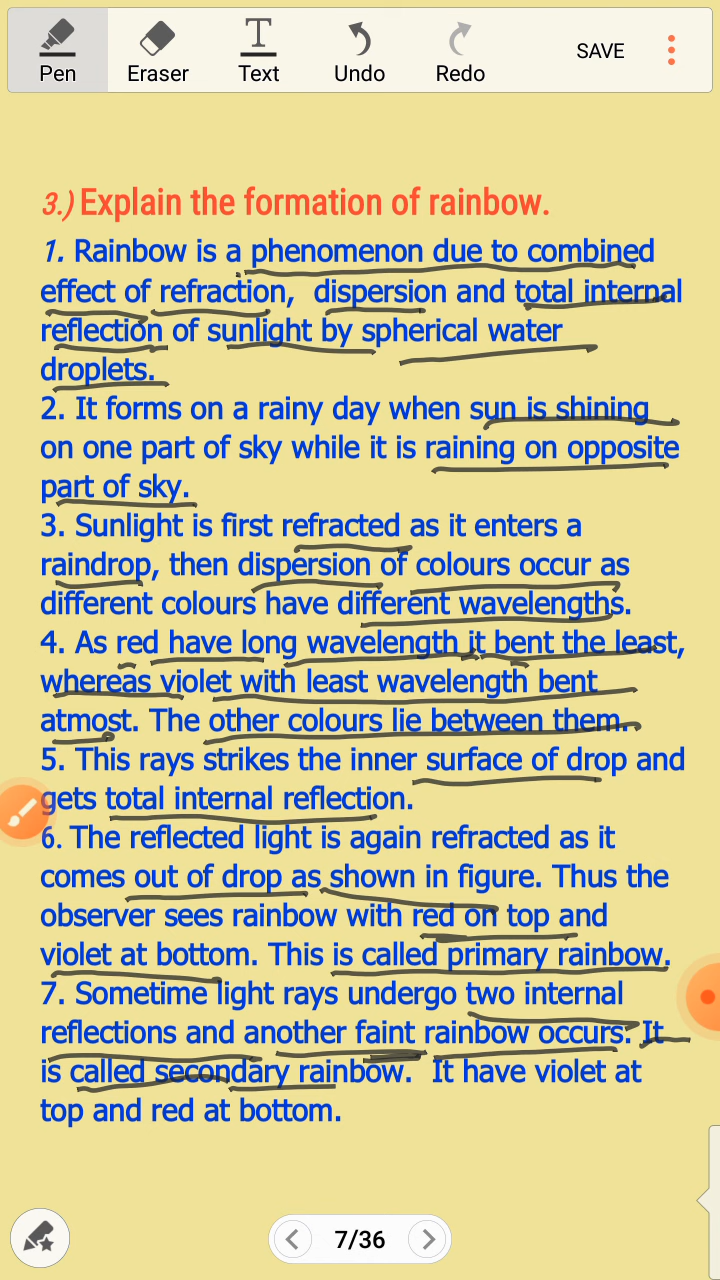 Pen Eraser Text Undo Redo SAVE
3.) Explain the formation of rainbow.
1. Rainbow is a phenomenon due to combined
effect of refraction, dispersion and total internal
reflection of sunlight by spherical water
droplets.
2. It forms on a rainy day when sun is shining
on one part of sky while it is raining on opposite
part of sky.
3. Sunlight is first refracted as it enters a
raindrop, then dispersion of colours occur as
different colours have different wavelengths.
4. As red have long wavelength it bent the least,
whereas violet with least wavelength bent
atmost. The other colours lie between them.
5. This rays strikes the inner surface of drop and
gets total internal reflection.
6. The reflected light is again refracted as it
comes out of drop as shown in figure. Thus the
observer sees rainbow with red on top and
violet at bottom. This is called primary rainbow.
7. Sometime light rays undergo two internal
reflections and another faint rainbow occurs. It
is called secondary rainbow. It have violet at
top and red at bottom.
7/36